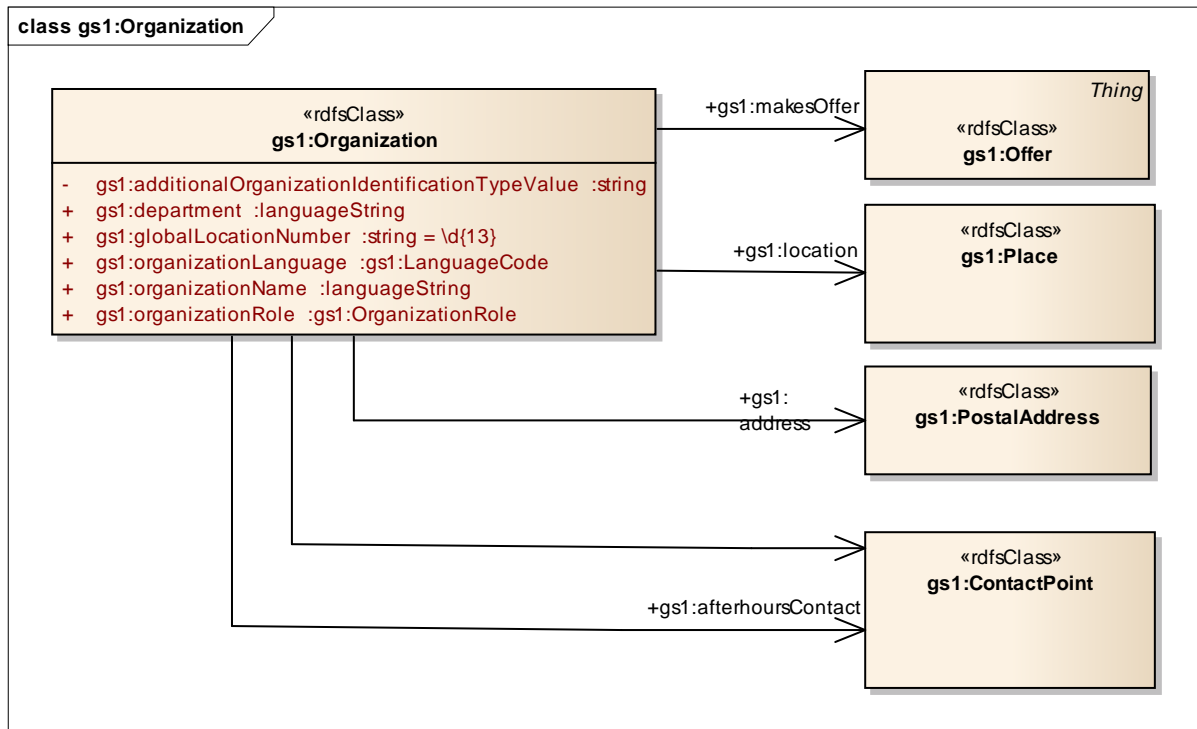 class gs1:Organization
«rdfsClass»
gs1:Organization
- gs1:additionalOrganizationIdentificationTypeValue :string
+ gs1:department :languageString
+ gs1:globalLocationNumber :string = \d{13}
+ gs1:organizationLanguage :gs1:LanguageCode
+ gs1:organizationName :languageString
+ gs1:organizationRole :gs1:OrganizationRole
+gs1:makesOffer
Thing
«rdfsClass»
gs1:Offer
+gs1:location
«rdfsClass»
gs1:Place
+gs1:
address
«rdfsClass»
gs1:PostalAddress
«rdfsClass»
gs1:ContactPoint
+gs1:afterhoursContact